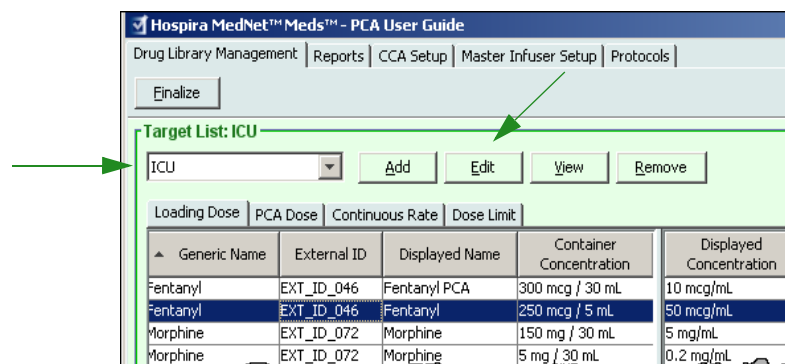 Hospira MedNet™ Meds™ - PCA User Guide
Drug Library Management Reports CCA Setup Master Infuser Setup Protocols
Finalize
Target List: ICU
ICU Add Edit View Remove
Loading Dose PCA Dose Continuous Rate Dose Limit
Generic Name External ID Displayed Name Container Concentration Displayed Concentration
Fentanyl EXT_ID_046 Fentanyl PCA 300 mcg / 30 mL 10 mcg/mL
Fentanyl EXT_ID_046 Fentanyl 250 mcg / 5 mL 50 mcg/mL
Morphine EXT_ID_072 Morphine 150 mg / 30 mL 5 mg/mL
Morphine EXT_ID_072 Morphine 5 mg / 30 mL 0.2 mg/mL